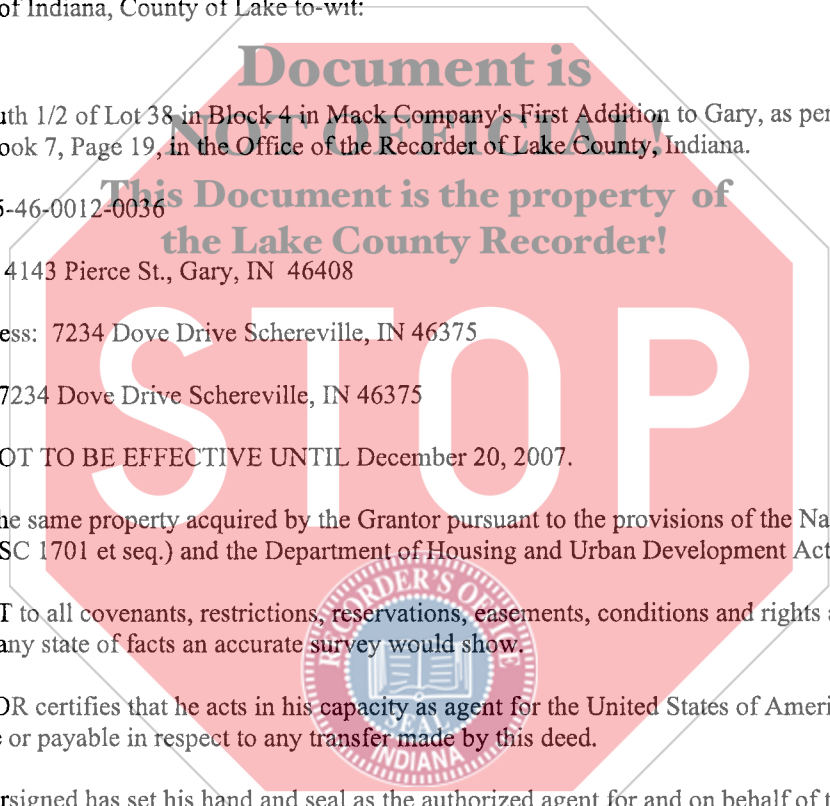 of Indiana, County of Lake to-wit:
Document is
uth 1/2 of Lot 38 in Block 4 in Mack Company's First Addition to Gary, as per
NOT OFFICIAL!
ook 7, Page 19, in the Office of the Recorder of Lake County, Indiana.
This Document is the property of
5-46-0012-0036
the Lake County Recorder!
4143 Pierce St., Gary, IN 46408
ess: 7234 Dove Drive Schereville, IN 46375
STOP
7234 Dove Drive Schereville, IN 46375
OT TO BE EFFECTIVE UNTIL December 20, 2007.
he same property acquired by the Grantor pursuant to the provisions of the Na
SC 1701 et seq.) and the Department of Housing and Urban Development Act
RECORDER'S OFFICE
T to all covenants, restrictions, reservations, easements, conditions and rights a
any state of facts an accurate survey would show.
OR certifies that he acts in his capacity as agent for the United States of Ameri
SEAL
e or payable in respect to any transfer made by this deed.
INDIANA
rsigned has set his hand and seal as the authorized agent for and on behalf of t